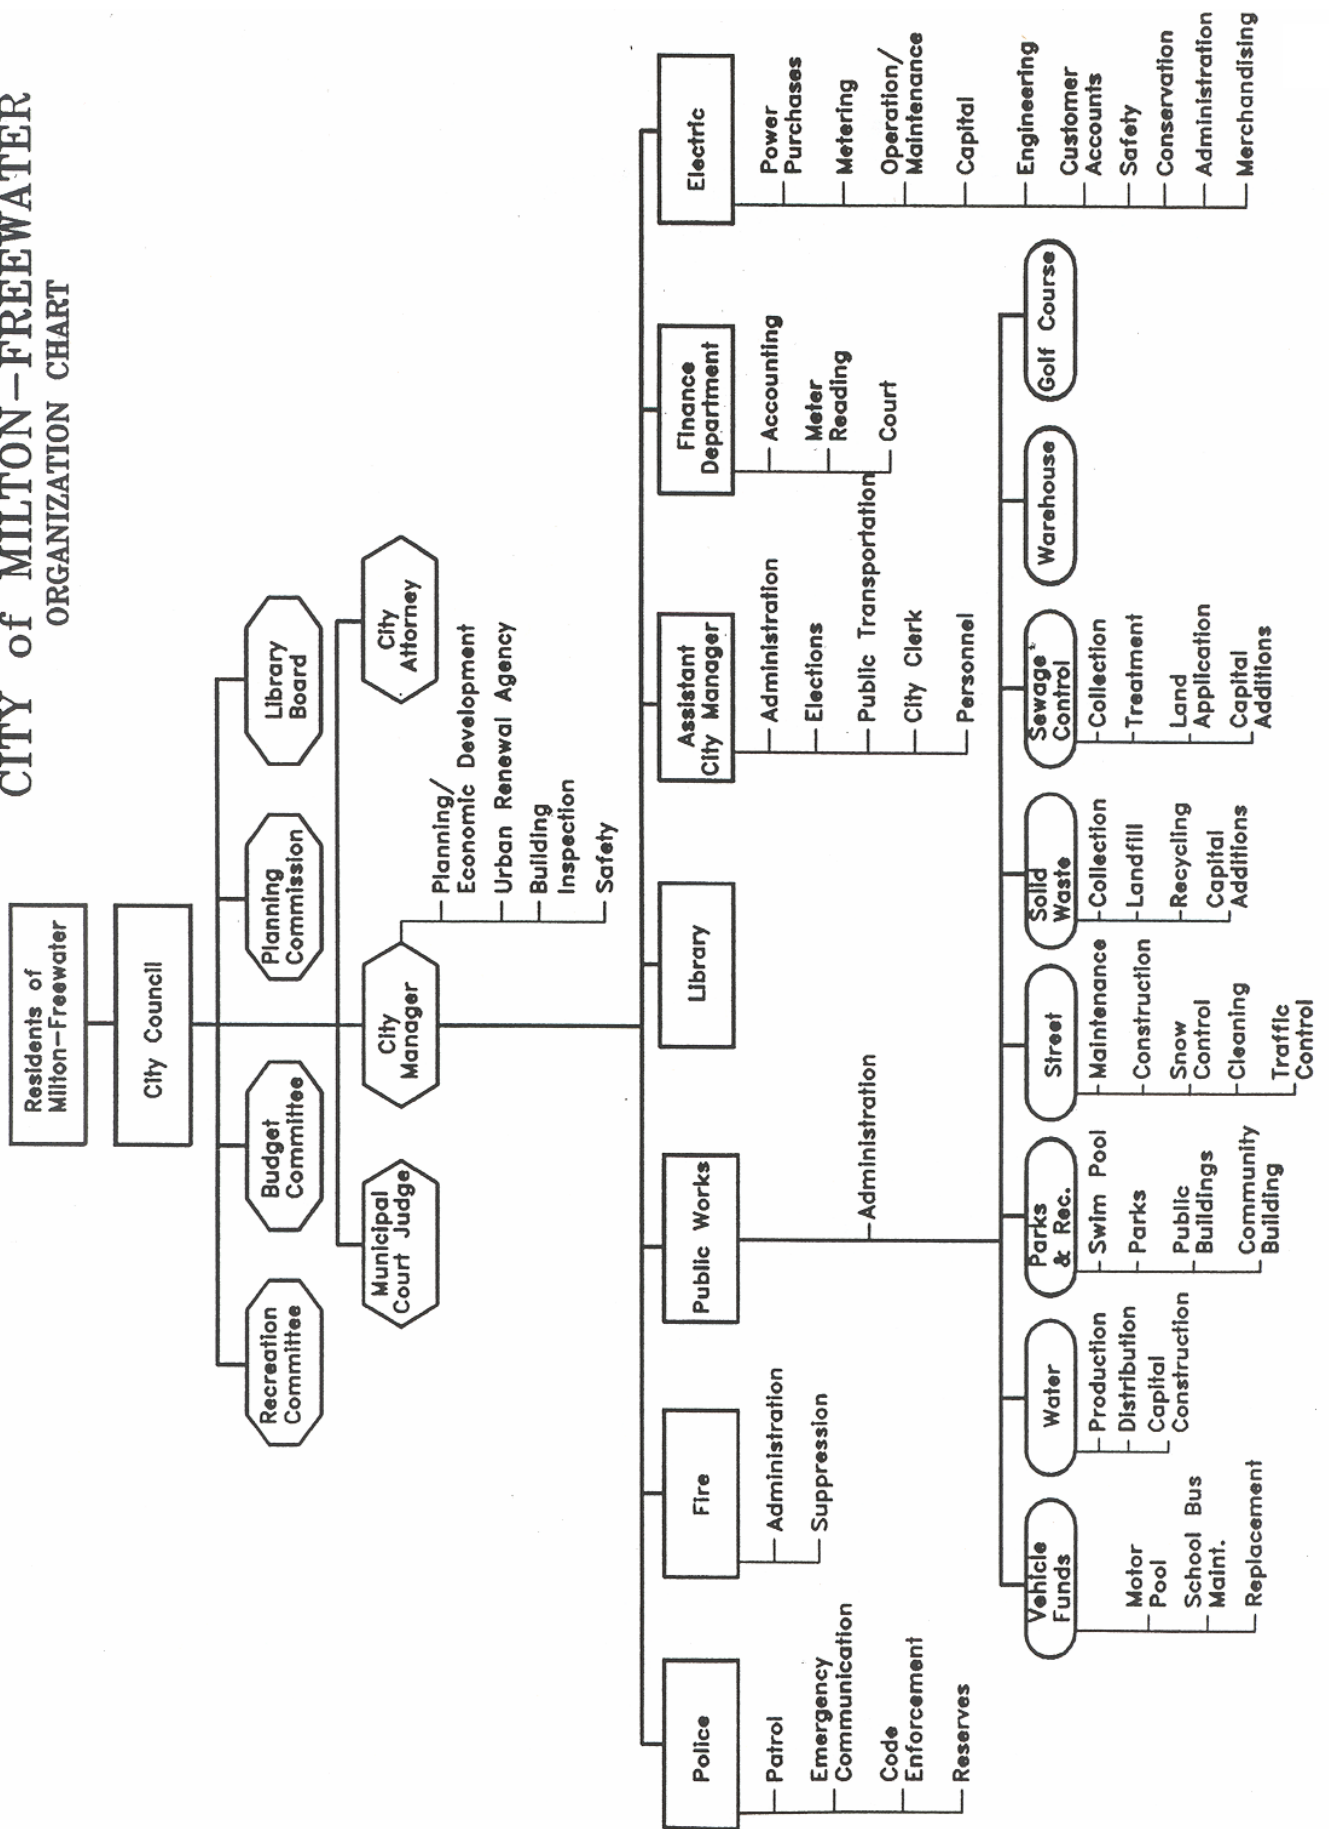 CITY of MILTON-FREEWATER
ORGANIZATION CHART
Residents of
Milton-Freewater
City Council
Recreation
Committee
Budget
Committee
Planning
Commission
Library
Board
Municipal
Court Judge
City
Manager
City
Attorney
Planning/
Economic Development
Urban Renewal Agency
Building
Inspection
Safety
Police
Patrol
Emergency
Communication
Code
Enforcement
Reserves
Fire
Administration
Suppression
Public Works
Administration
Library
Assistant
City Manager
Administration
Elections
Public Transportation
City Clerk
Personnel
Finance
Department
Accounting
Meter
Reading
Court
Electric
Power
Purchases
Metering
Operation/
Maintenance
Capital
Engineering
Customer
Accounts
Safety
Conservation
Administration
Merchandising
Vehicle
Funds
Motor
Pool
School Bus
Maint.
Replacement
Water
Production
Distribution
Capital
Construction
Parks
& Rec.
Swim Pool
Parks
Public
Buildings
Community
Building
Street
Maintenance
Construction
Snow
Control
Cleaning
Traffic
Control
Solid
Waste
Collection
Landfill
Recycling
Capital
Additions
Sewage
Control
Collection
Treatment
Land
Application
Capital
Additions
Warehouse
Golf Course